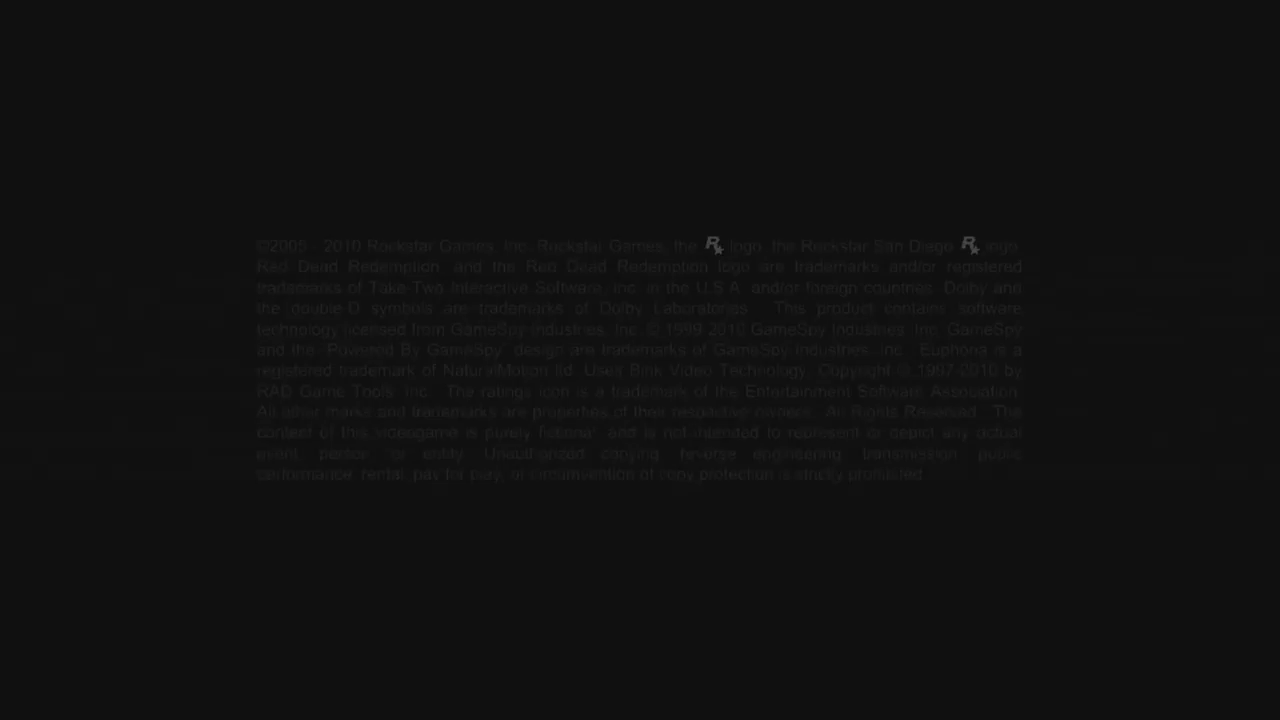 ©2005 - 2010 Rockstar Games, Inc. Rockstar Games, the R logo, the Rockstar San Diego R logo,
Red Dead Redemption, and the Red Dead Redemption logo are trademarks and/or registered
trademarks of Take-Two Interactive Software, Inc. in the U.S.A. and/or foreign countries. Dolby and
the double-D symbols are trademarks of Dolby Laboratories. This product contains software
technology licensed from GameSpy Industries, Inc. © 1999-2010 GameSpy Industries, Inc. GameSpy
and the "Powered By GameSpy" design are trademarks of GameSpy Industries, Inc. Euphoria is a
registered trademark of NaturalMotion ltd. Uses Bink Video Technology. Copyright © 1997-2010 by
RAD Game Tools, Inc. The ratings icon is a trademark of the Entertainment Software Association.
All other marks and trademarks are properties of their respective owners. All Rights Reserved. The
content of this videogame is purely fictional, and is not intended to represent or depict any actual
event, person, or entity. Unauthorized copying, reverse engineering, transmission, public
performance, rental, pay for play, or circumvention of copy protection is strictly prohibited.